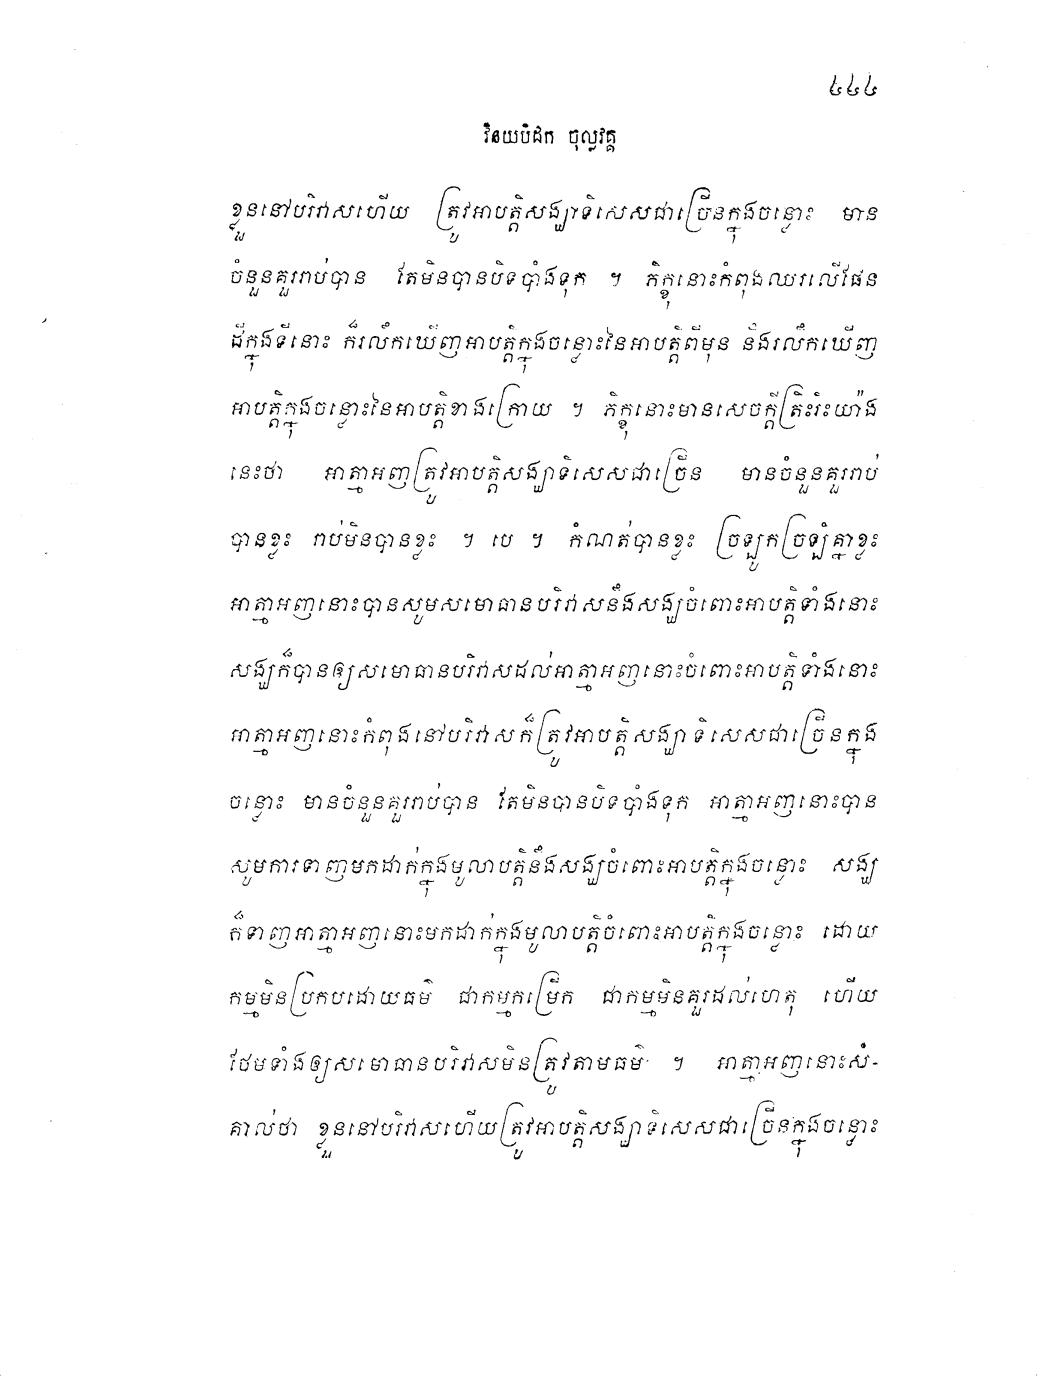 ៤៤៤
វិនយបិដក ចុល្លវគ្គ
ខ្លួននៅបរិវាសហើយ ត្រូវអាបត្តិសង្ឃាទិសេសជាច្រើនក្នុងចន្លោះ មាន
ចំនួនគួររាប់បាន តែមិនបានបិទបាំងទុក ។ ភិក្ខុនោះកំពុងឈរលើផែន
ដីក្នុងទីនោះ ក៏រលឹកឃើញអាបត្តិក្នុងចន្លោះនៃអាបត្តិពីមុន និងរលឹកឃើញ
អាបត្តិក្នុងចន្លោះនៃអាបត្តិខាងក្រោយ ។ ភិក្ខុនោះមានសេចក្តីត្រិះរិះយ៉ាង
នេះថា អាត្មាអញត្រូវអាបត្តិសង្ឃាទិសេសជាច្រើន មានចំនួនគួររាប់
បានខ្លះ រាប់មិនបានខ្លះ ។ បេ ។ កំណត់បានខ្លះ ច្រឡូកច្រឡំគ្នាខ្លះ
អាត្មាអញនោះបានសូមសមោធានបរិវាសនឹងសង្ឃចំពោះអាបត្តិទាំងនោះ
សង្ឃក៏បានឲ្យសមោធានបរិវាសដល់អាត្មាអញនោះចំពោះអាបត្តិទាំងនោះ
អាត្មាអញនោះកំពុងនៅបរិវាសក៏ត្រូវអាបត្តិសង្ឃាទិសេសជាច្រើនក្នុង
ចន្លោះ មានចំនួនគួររាប់បាន តែមិនបានបិទបាំងទុក អាត្មាអញនោះបាន
សូមការទាញមកដាក់ក្នុងមូលាបត្តិនឹងសង្ឃចំពោះអាបត្តិក្នុងចន្លោះ សង្ឃ
ក៏ទាញអាត្មាអញនោះមកដាក់ក្នុងមូលាបត្តិចំពោះអាបត្តិក្នុងចន្លោះ ដោយ
កម្មមិនប្រកបដោយធម៌ ជាកម្មកម្រើក ជាកម្មមិនគួរដល់ហេតុ ហើយ
ថែមទាំងឲ្យសមោធានបរិវាសមិនត្រូវតាមធម៌ ។ អាត្មាអញនោះសំ-
គាល់ថា ខ្លួននៅបរិវាសហើយត្រូវអាបត្តិសង្ឃាទិសេសជាច្រើនក្នុងចន្លោះ